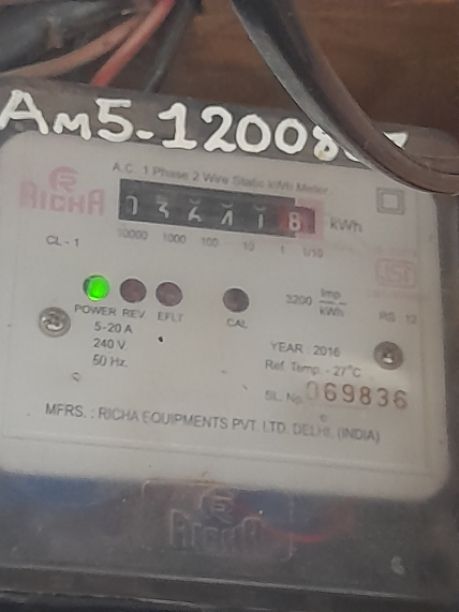 A.C. 1 Phase 2 Wire Static kWh Meter
RICHA
8 kWh
CL - 1
10000 1000 100 10 1 1/10
3200 Imp
kWh
POWER REV EFLT CAL
5-20 A
240 V
50 Hz.
YEAR : 2016
Ref. Temp. - 27°C
SL. No. 069836
MFRS. : RICHA EQUIPMENTS PVT. LTD. DELHI. (INDIA)
RICHA